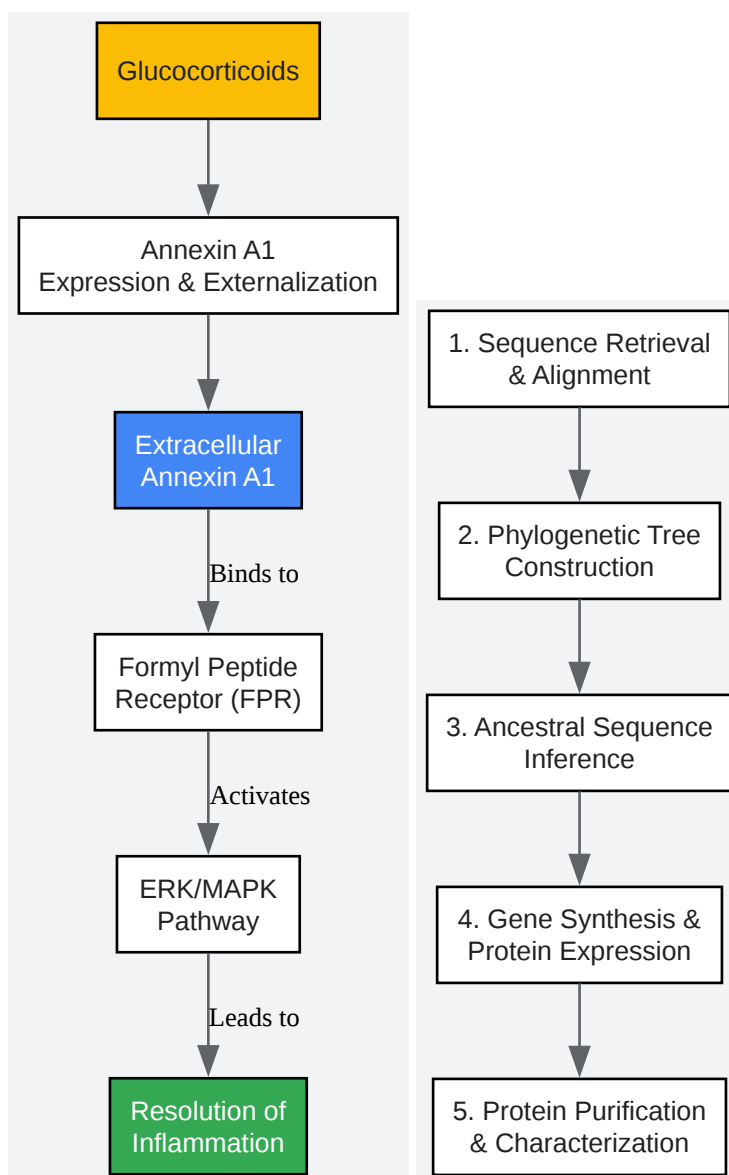 Glucocorticoids
Annexin A1
Expression & Externalization
Extracellular
Annexin A1
Binds to
Formyl Peptide
Receptor (FPR)
Activates
ERK/MAPK
Pathway
Leads to
Resolution of
Inflammation
1. Sequence Retrieval
& Alignment
2. Phylogenetic Tree
Construction
3. Ancestral Sequence
Inference
4. Gene Synthesis &
Protein Expression
5. Protein Purification
& Characterization